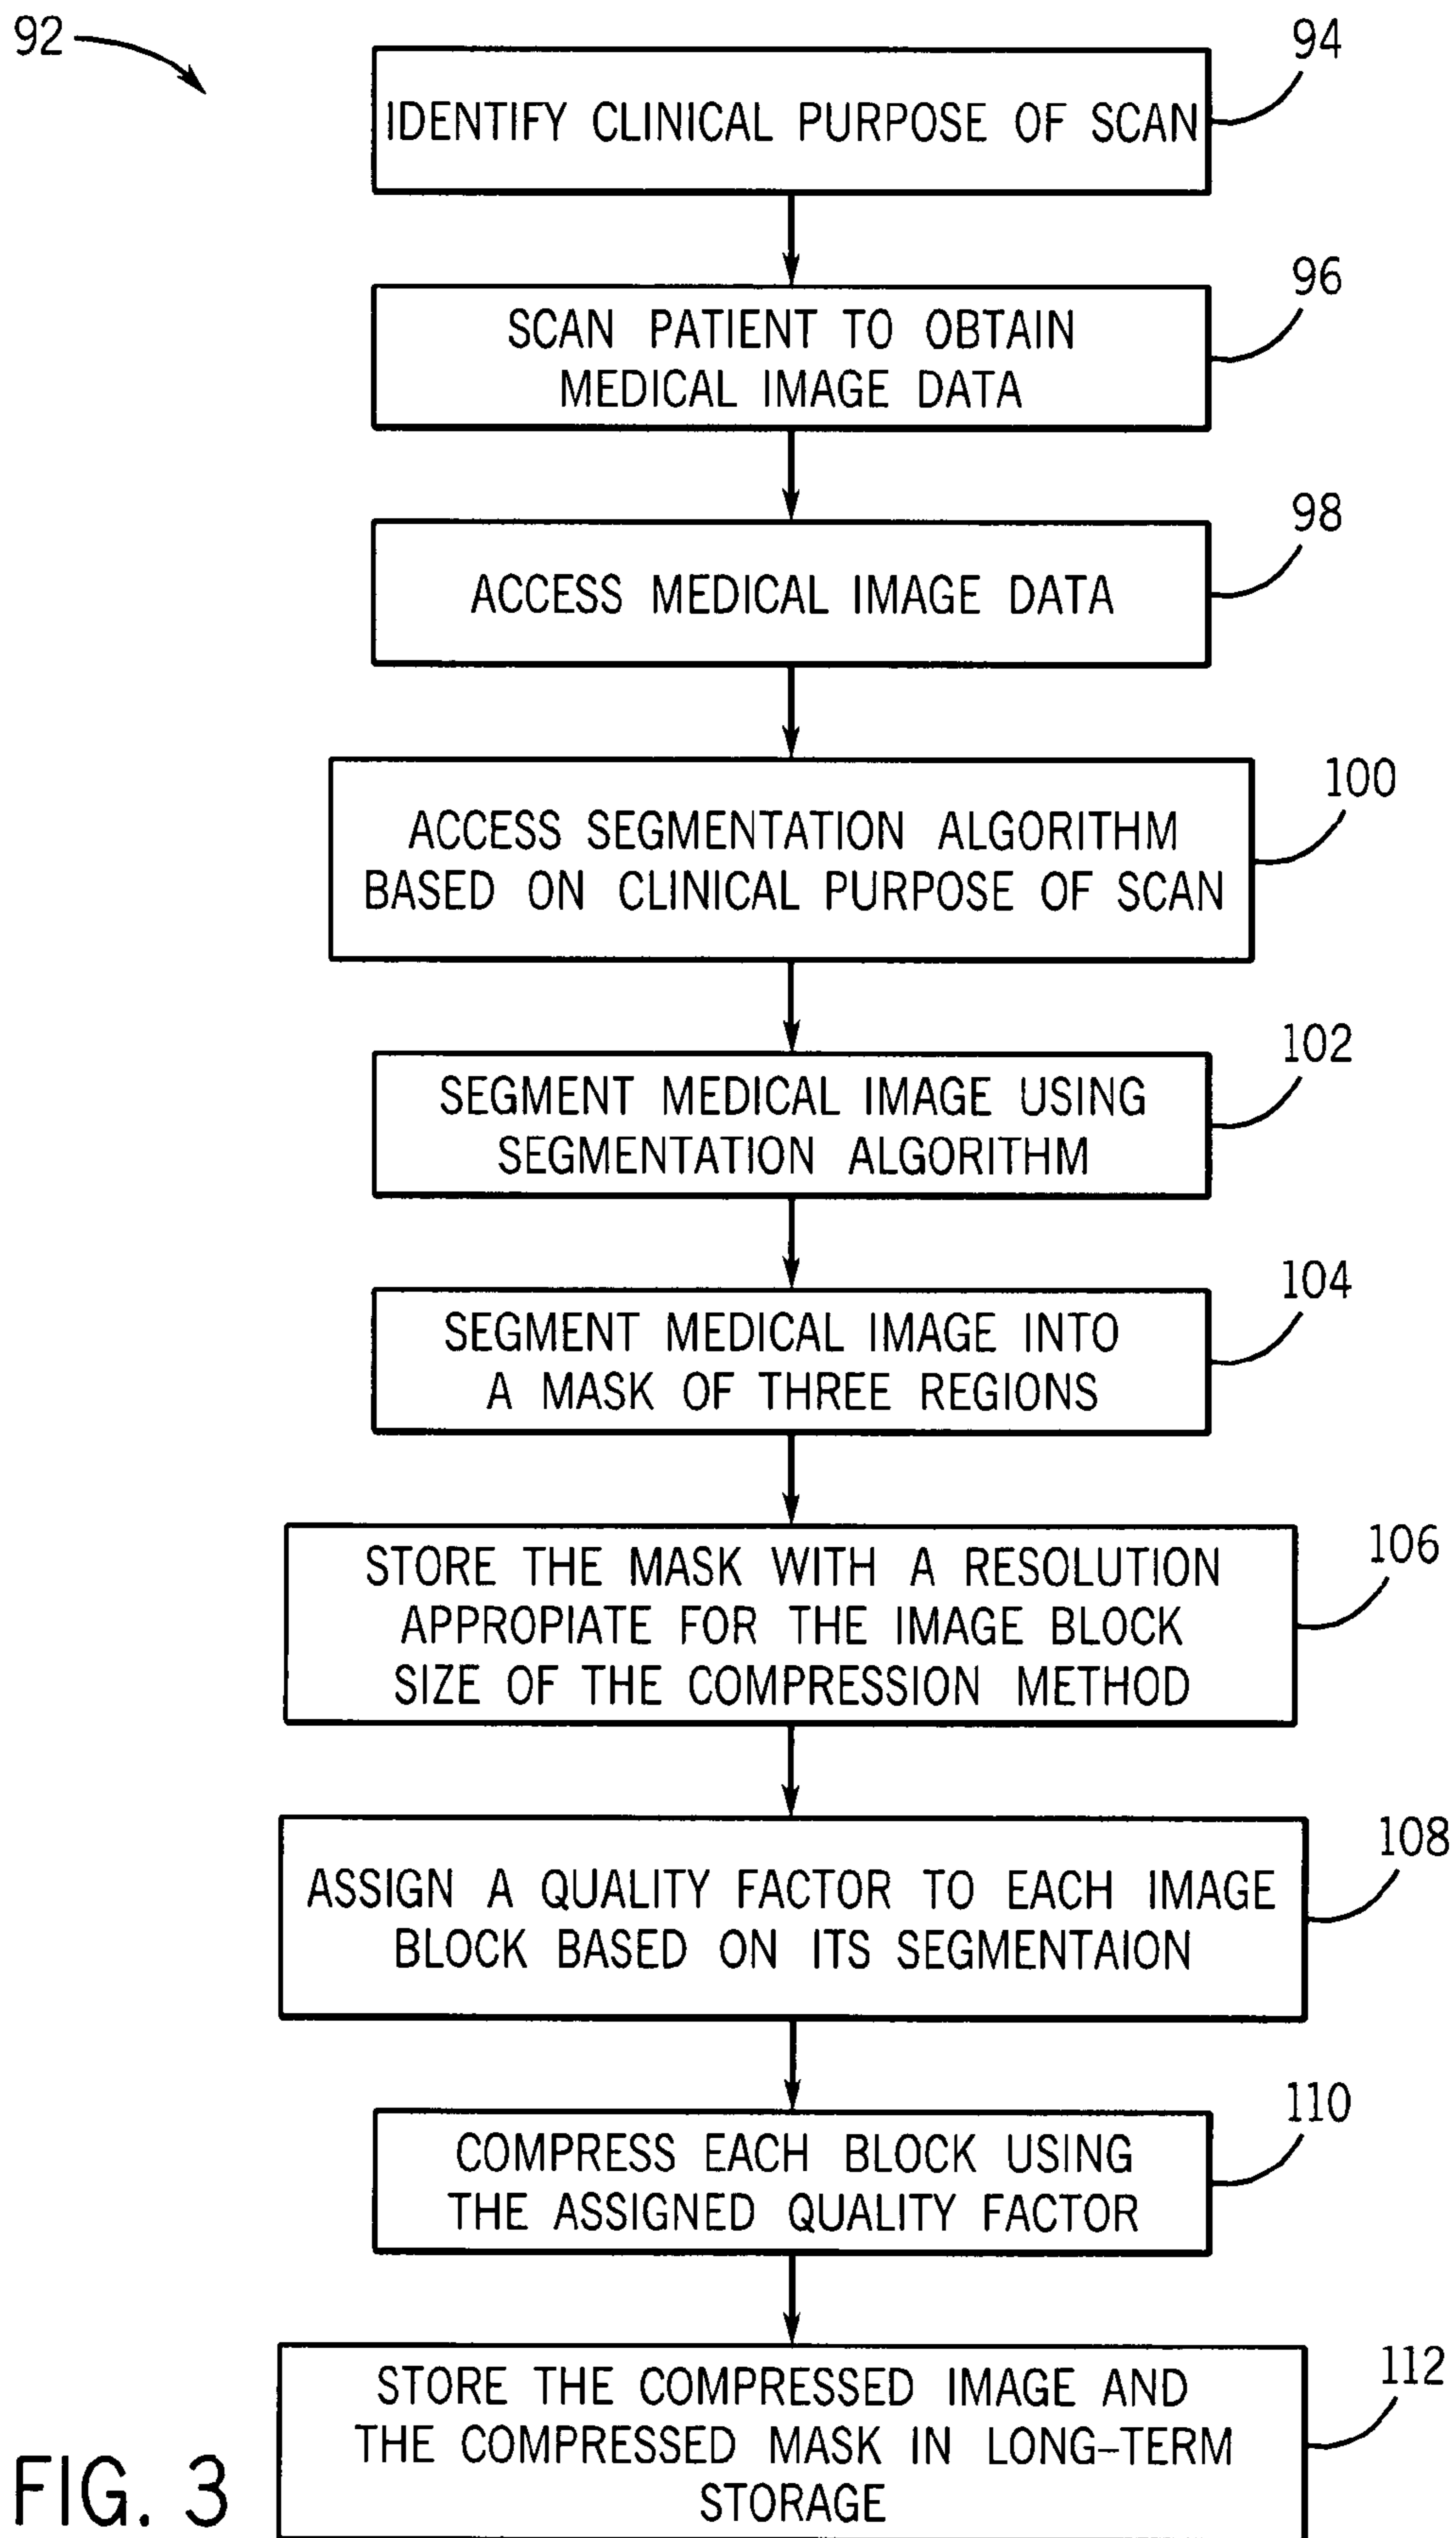 92
94
IDENTIFY CLINICAL PURPOSE OF SCAN
96
SCAN PATIENT TO OBTAIN
MEDICAL IMAGE DATA
98
ACCESS MEDICAL IMAGE DATA
100
ACCESS SEGMENTATION ALGORITHM
BASED ON CLINICAL PURPOSE OF SCAN
102
SEGMENT MEDICAL IMAGE USING
SEGMENTATION ALGORITHM
104
SEGMENT MEDICAL IMAGE INTO
A MASK OF THREE REGIONS
106
STORE THE MASK WITH A RESOLUTION
APPROPIATE FOR THE IMAGE BLOCK
SIZE OF THE COMPRESSION METHOD
108
ASSIGN A QUALITY FACTOR TO EACH IMAGE
BLOCK BASED ON ITS SEGMENTAION
110
COMPRESS EACH BLOCK USING
THE ASSIGNED QUALITY FACTOR
112
STORE THE COMPRESSED IMAGE AND
THE COMPRESSED MASK IN LONG-TERM
STORAGE
FIG. 3